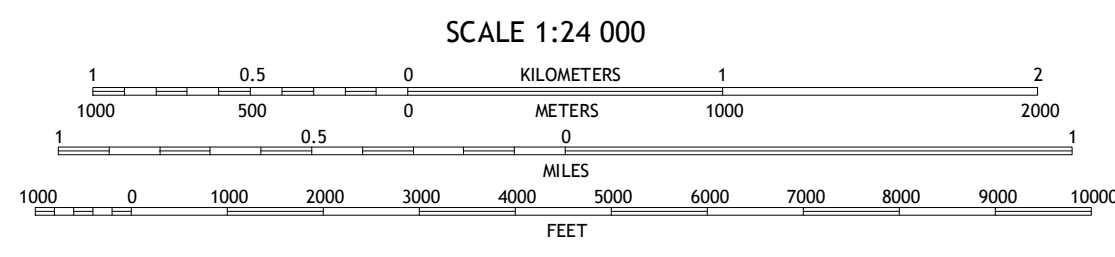 SCALE 1:24 000
1 0.5 0 KILOMETERS 1 2
1000 500 0 METERS 1000 2000
1 0.5 0 1
MILES
1000 0 1000 2000 3000 4000 5000 6000 7000 8000 9000 10000
FEET